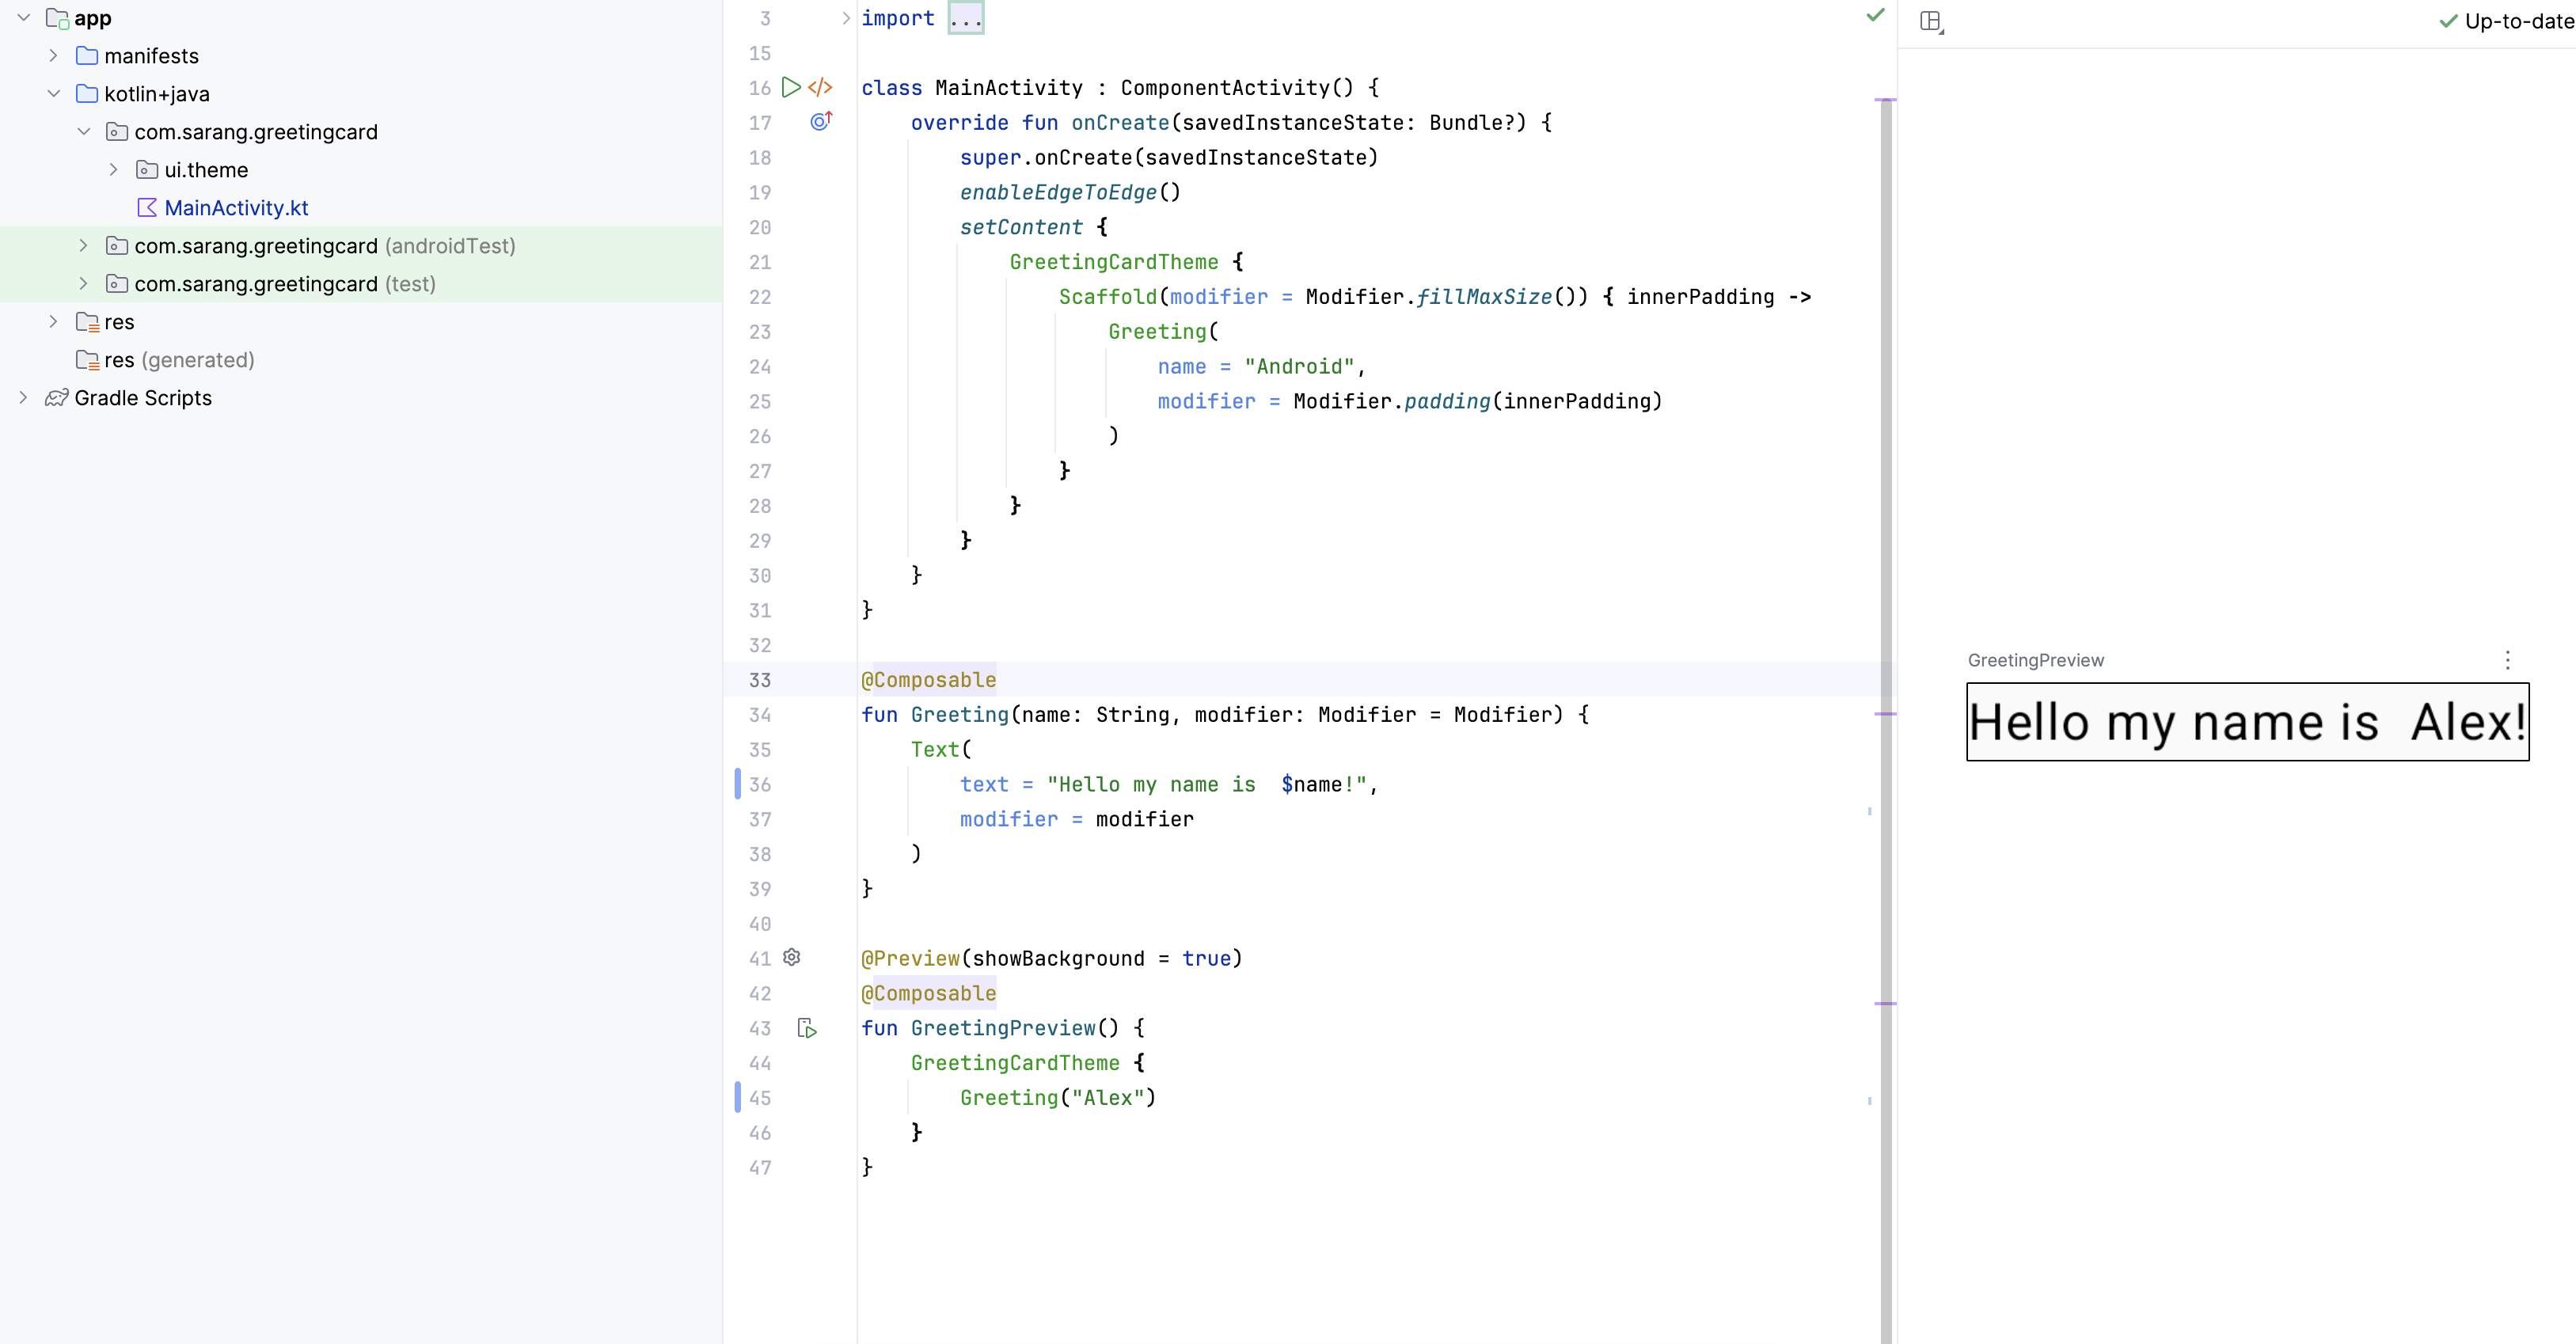 app
manifests
kotlin+java
com.sarang.greetingcard
ui.theme
MainActivity.kt
com.sarang.greetingcard (androidTest)
com.sarang.greetingcard (test)
res
res (generated)
Gradle Scripts
3 import ...
15
16 class MainActivity : ComponentActivity() {
17     override fun onCreate(savedInstanceState: Bundle?) {
18         super.onCreate(savedInstanceState)
19         enableEdgeToEdge()
20         setContent {
21             GreetingCardTheme {
22                 Scaffold(modifier = Modifier.fillMaxSize()) { innerPadding ->
23                     Greeting(
24                         name = "Android",
25                         modifier = Modifier.padding(innerPadding)
26                     )
27                 }
28             }
29         }
30     }
31 }
32
33 @Composable
34 fun Greeting(name: String, modifier: Modifier = Modifier) {
35     Text(
36         text = "Hello my name is  $name!",
37         modifier = modifier
38     )
39 }
40
41 @Preview(showBackground = true)
42 @Composable
43 fun GreetingPreview() {
44     GreetingCardTheme {
45         Greeting("Alex")
46     }
47 }
Up-to-date
GreetingPreview
Hello my name is  Alex!